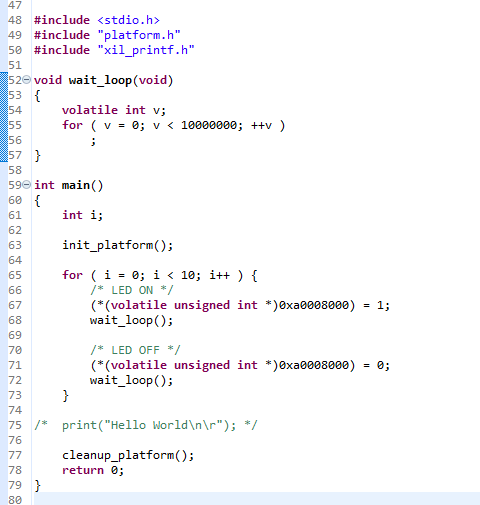 47
48 #include <stdio.h>
49 #include "platform.h"
50 #include "xil_printf.h"
51
52 void wait_loop(void)
53 {
54     volatile int v;
55     for ( v = 0; v < 10000000; ++v )
56         ;
57 }
58
59 int main()
60 {
61     int i;
62
63     init_platform();
64
65     for ( i = 0; i < 10; i++ ) {
66         /* LED ON */
67         (*(volatile unsigned int *)0xa0008000) = 1;
68         wait_loop();
69
70         /* LED OFF */
71         (*(volatile unsigned int *)0xa0008000) = 0;
72         wait_loop();
73     }
74
75 /*  print("Hello World\n\r"); */
76
77     cleanup_platform();
78     return 0;
79 }
80